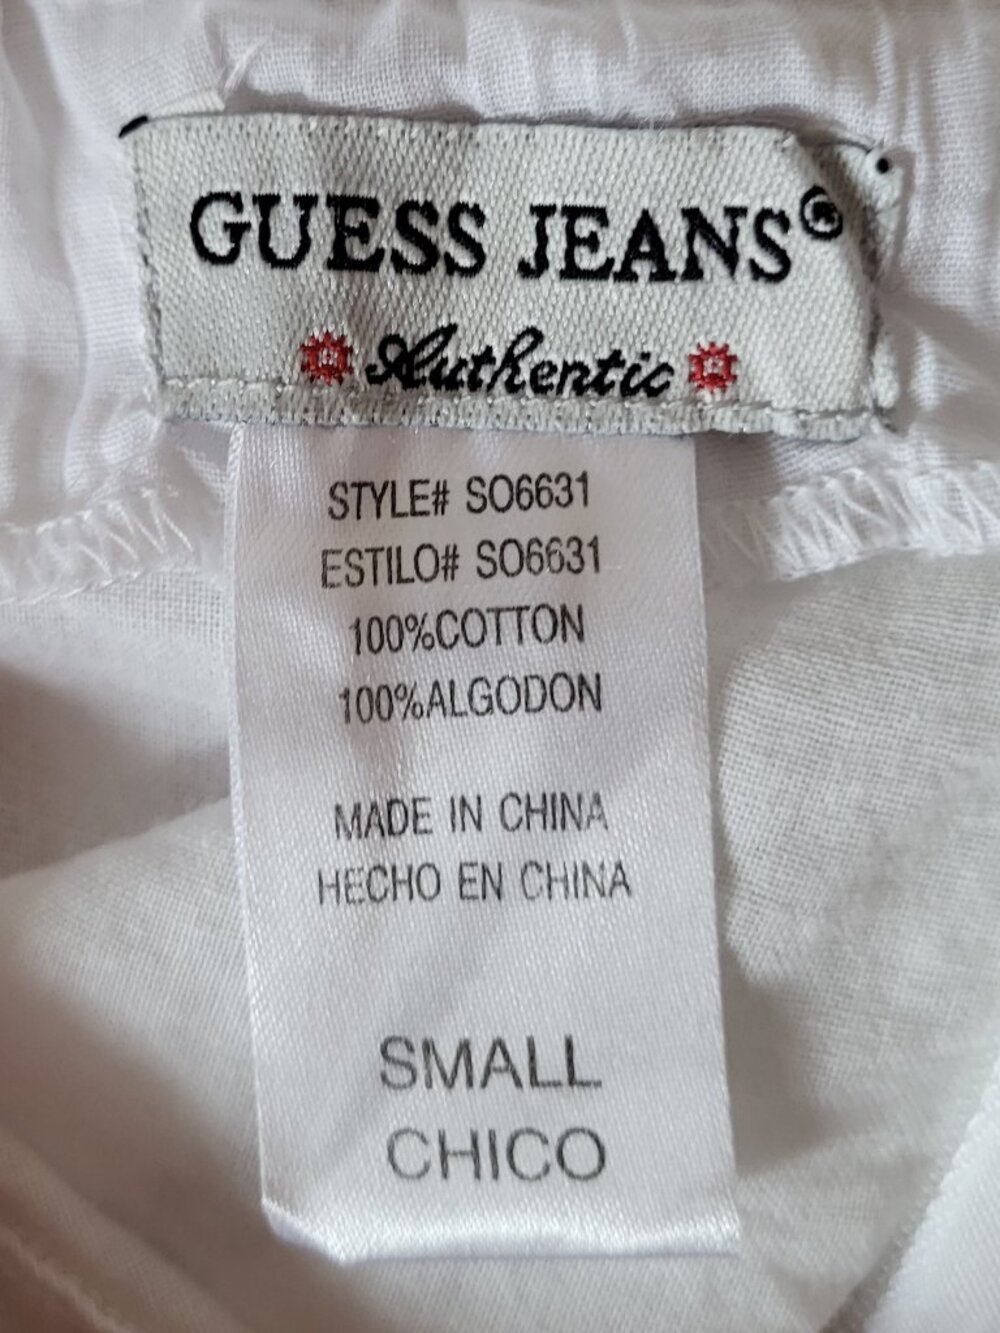 GUESS JEANS®
Authentic
STYLE# SO6631
ESTILO# SO6631
100%COTTON
100%ALGODON
MADE IN CHINA
HECHO EN CHINA
SMALL
CHICO